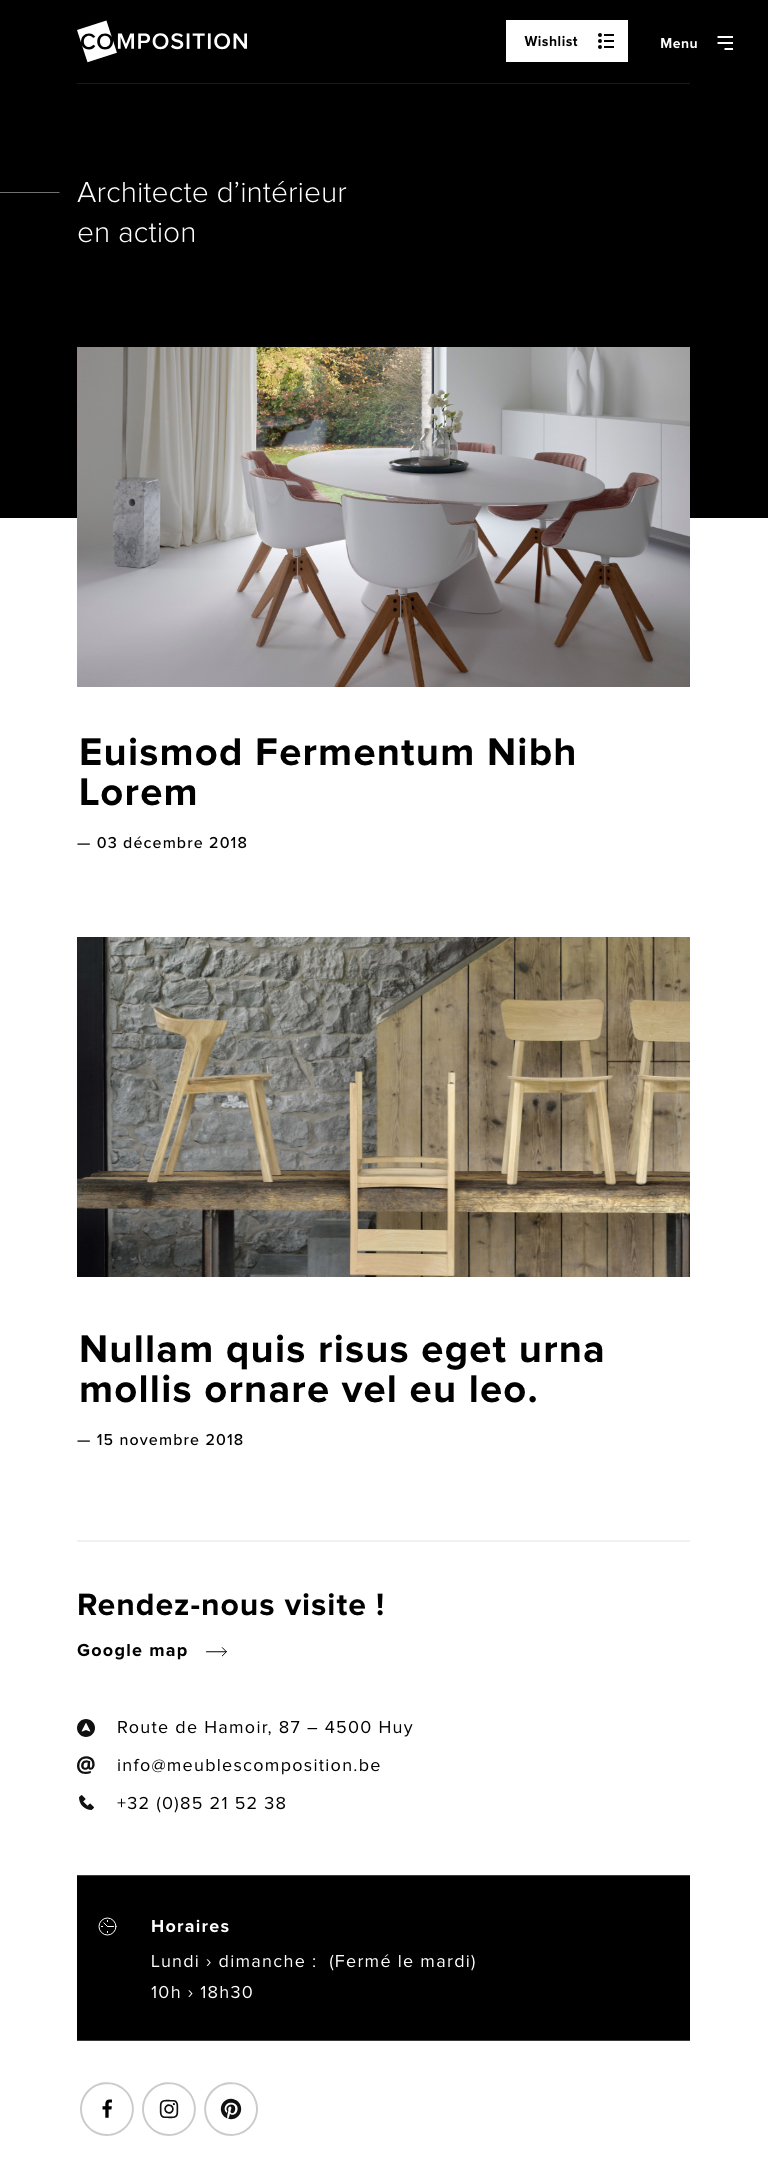 COMPOSITION
Wishlist
Menu
Architecte d’intérieur
en action
Euismod Fermentum Nibh
Lorem
— 03 décembre 2018
Nullam quis risus eget urna
mollis ornare vel eu leo.
— 15 novembre 2018
Rendez-nous visite !
Google map
Route de Hamoir, 87 – 4500 Huy
info@meublescomposition.be
+32 (0)85 21 52 38
Horaires
Lundi › dimanche : (Fermé le mardi)
10h › 18h30